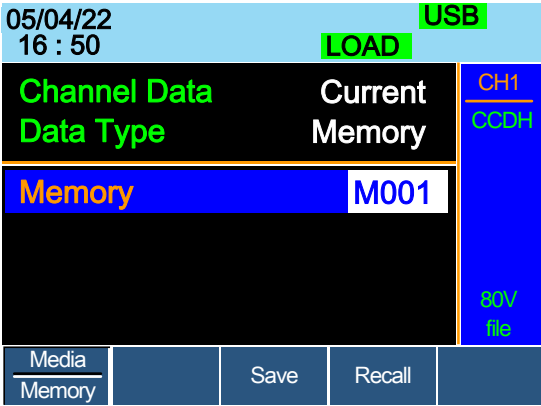 05/04/22 USB
16 : 50 LOAD
Channel Data Current
Data Type Memory
Memory M001
CH1
CCDH
80V
file
Media
Memory
Save
Recall